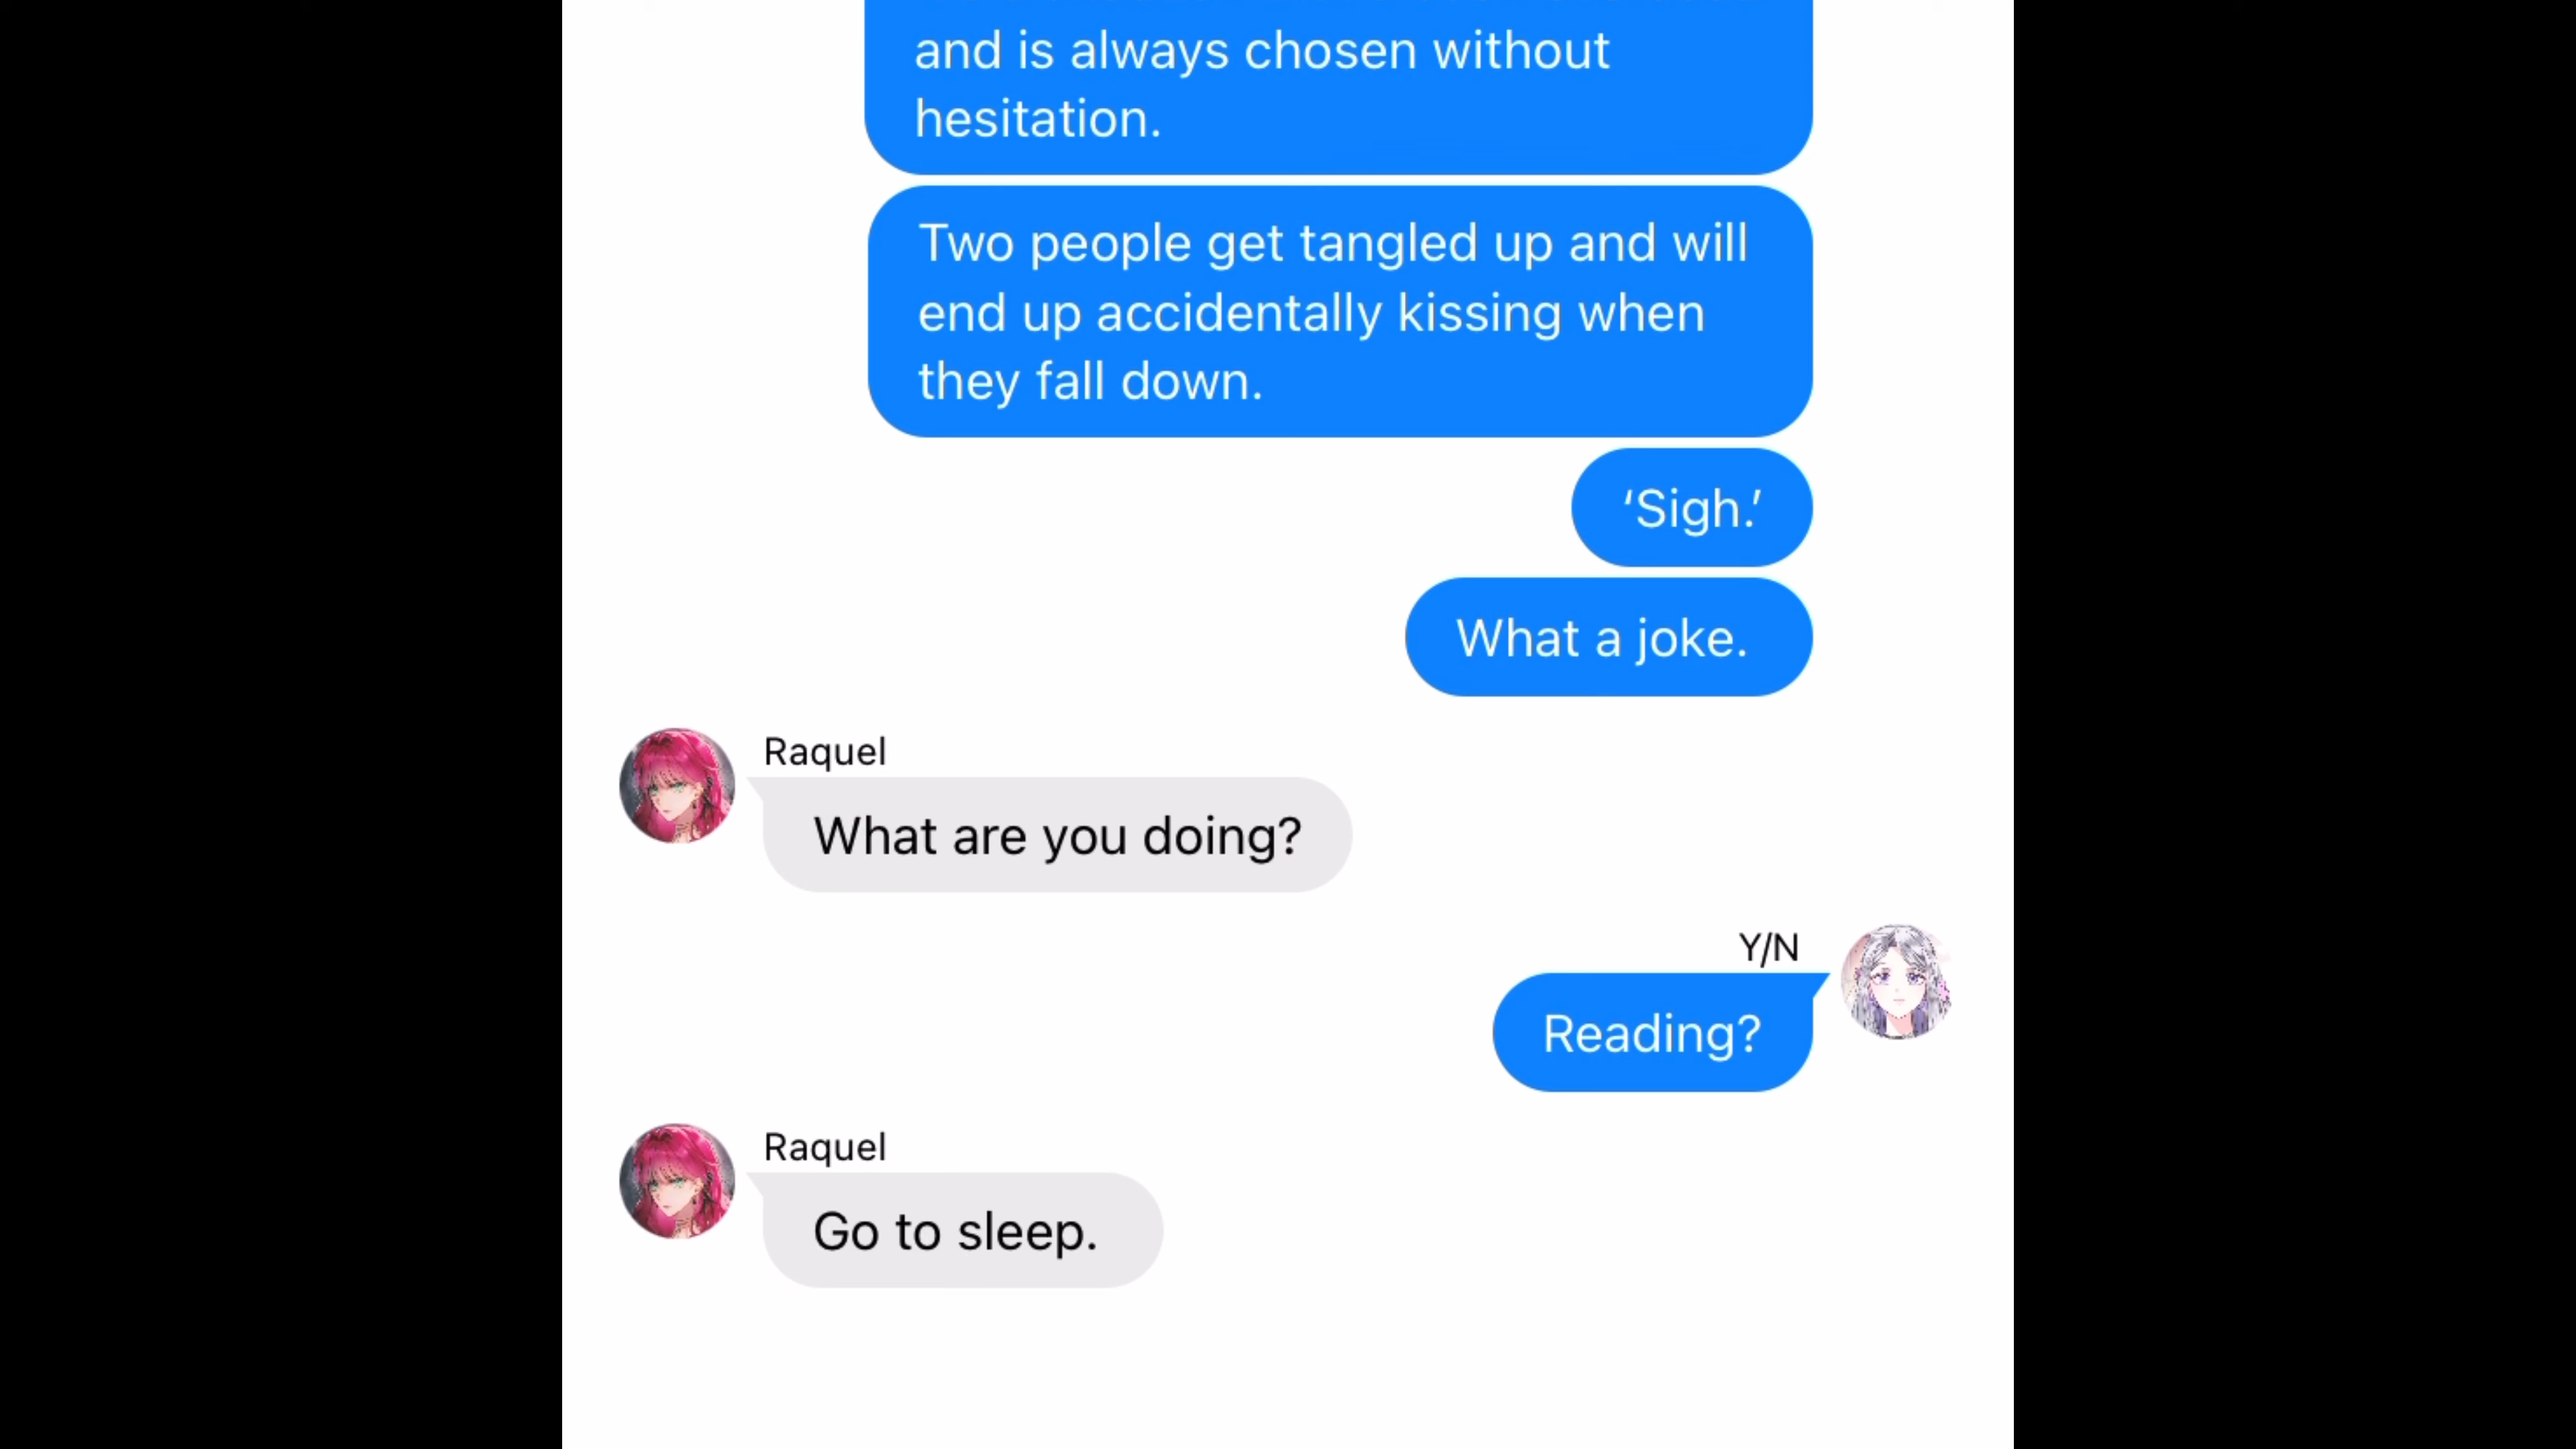 and is always chosen without
hesitation.
Two people get tangled up and will
end up accidentally kissing when
they fall down.
‘Sigh.’
What a joke.
Raquel
What are you doing?
Y/N
Reading?
Raquel
Go to sleep.